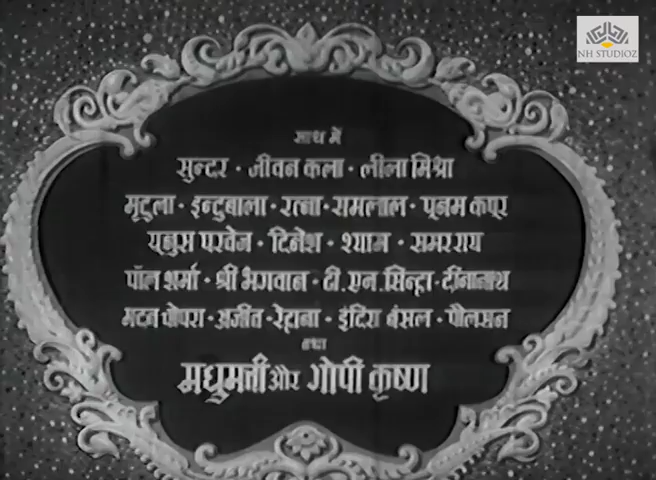 NH STUDIOZ
साथ में
सुन्दर · जीवन कला · लीला मिश्रा
मृदुला · इन्दुबाला · रत्ना · रामलाल · पूनम कपूर
यूनुस परवेज · दिनेश · श्याम · समर राय
पॉल शर्मा · श्री भगवान · टी. एन. सिन्हा · दीनानाथ
मदन चोपरा · अजीत · रेहाना · इंदिरा बंसल · पौलसन
तथा
मधुमती और गोपी कृष्ण